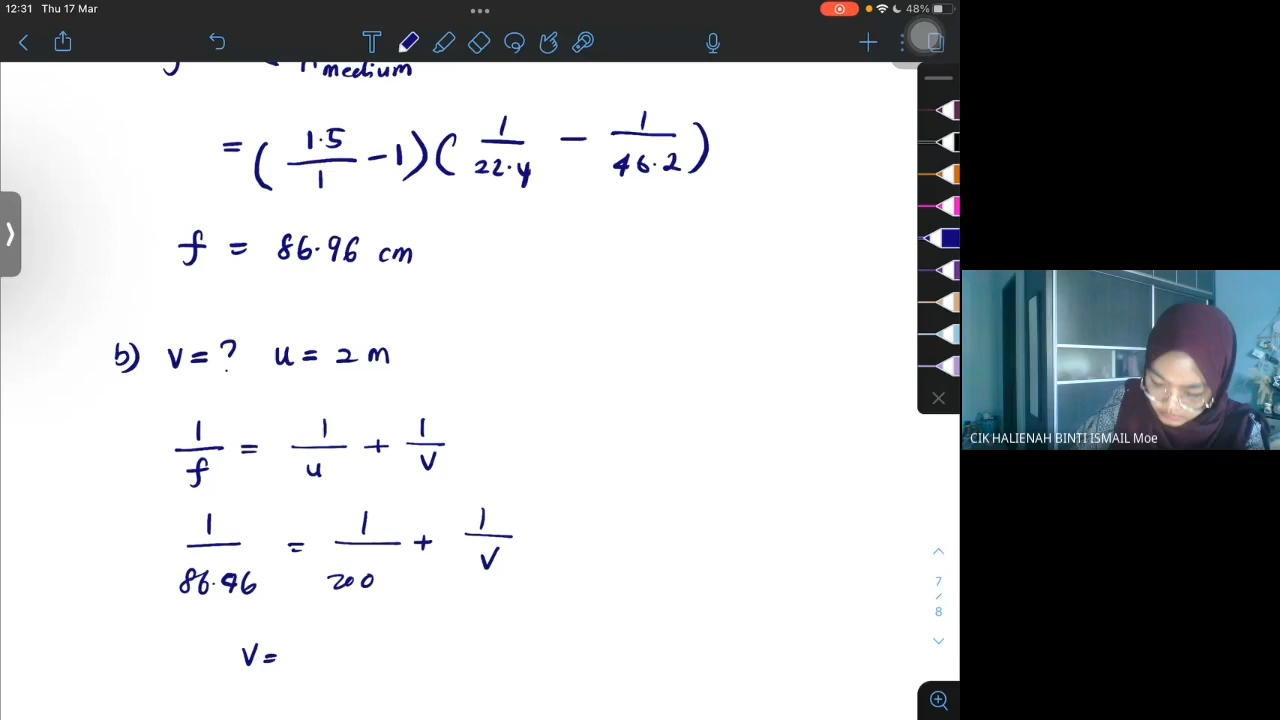 12:31 Thu 17 Mar
48%
medium
= (1.5/1 - 1)(1/22.4 - 1/46.2)
f = 86.96 cm
b) v = ? u = 2 m
1/f = 1/u + 1/v
1/86.96 = 1/200 + 1/v
v =
7
/
8
CIK HALIENAH BINTI ISMAIL Moe